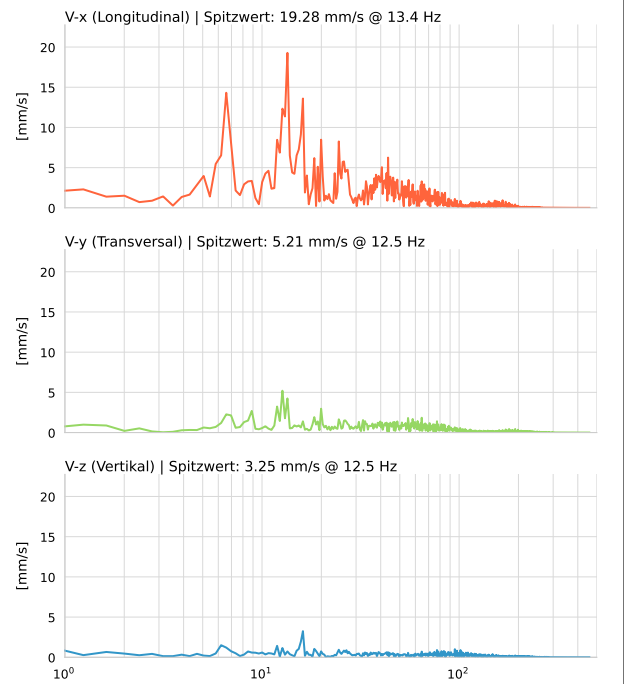 V-x (Longitudinal) | Spitzwert: 19.28 mm/s @ 13.4 Hz
20
15
10
5
0
[mm/s]
V-y (Transversal) | Spitzwert: 5.21 mm/s @ 12.5 Hz
20
15
10
5
0
[mm/s]
V-z (Vertikal) | Spitzwert: 3.25 mm/s @ 12.5 Hz
20
15
10
5
0
[mm/s]
10⁰ 10¹ 10²